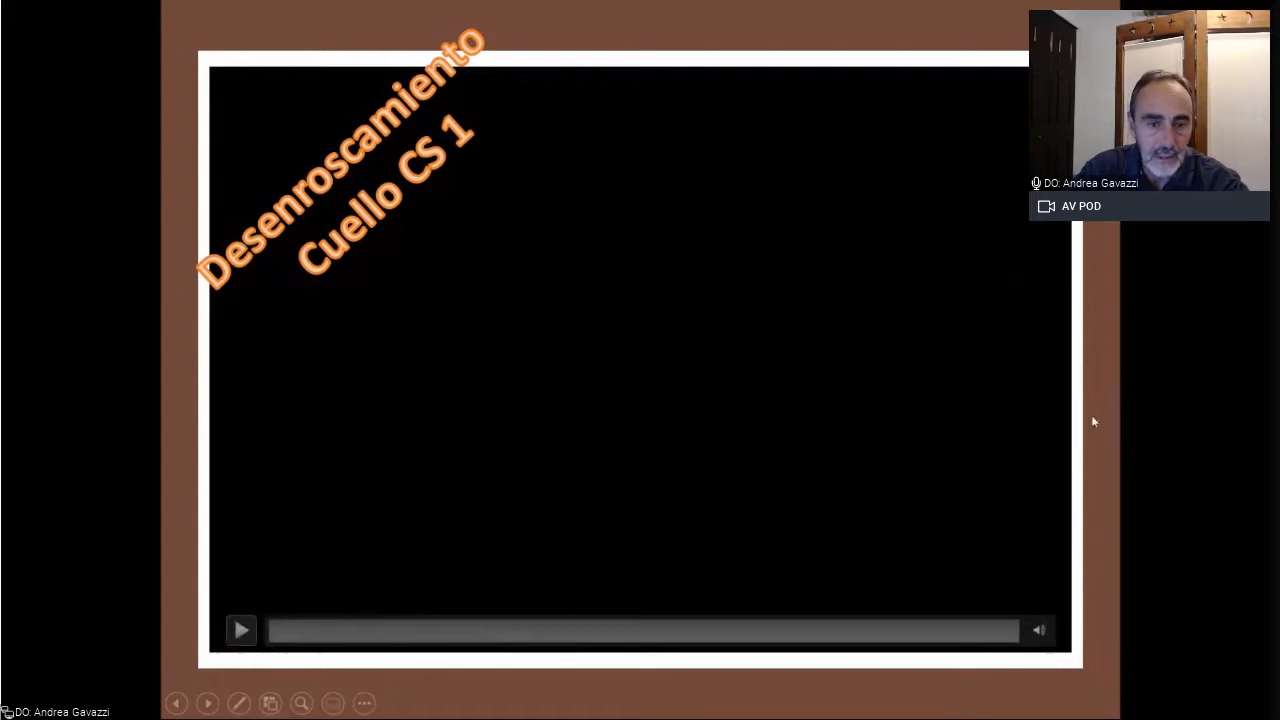 Desenroscamiento
Cuello CS 1
DO: Andrea Gavazzi
AV POD
DO: Andrea Gavazzi